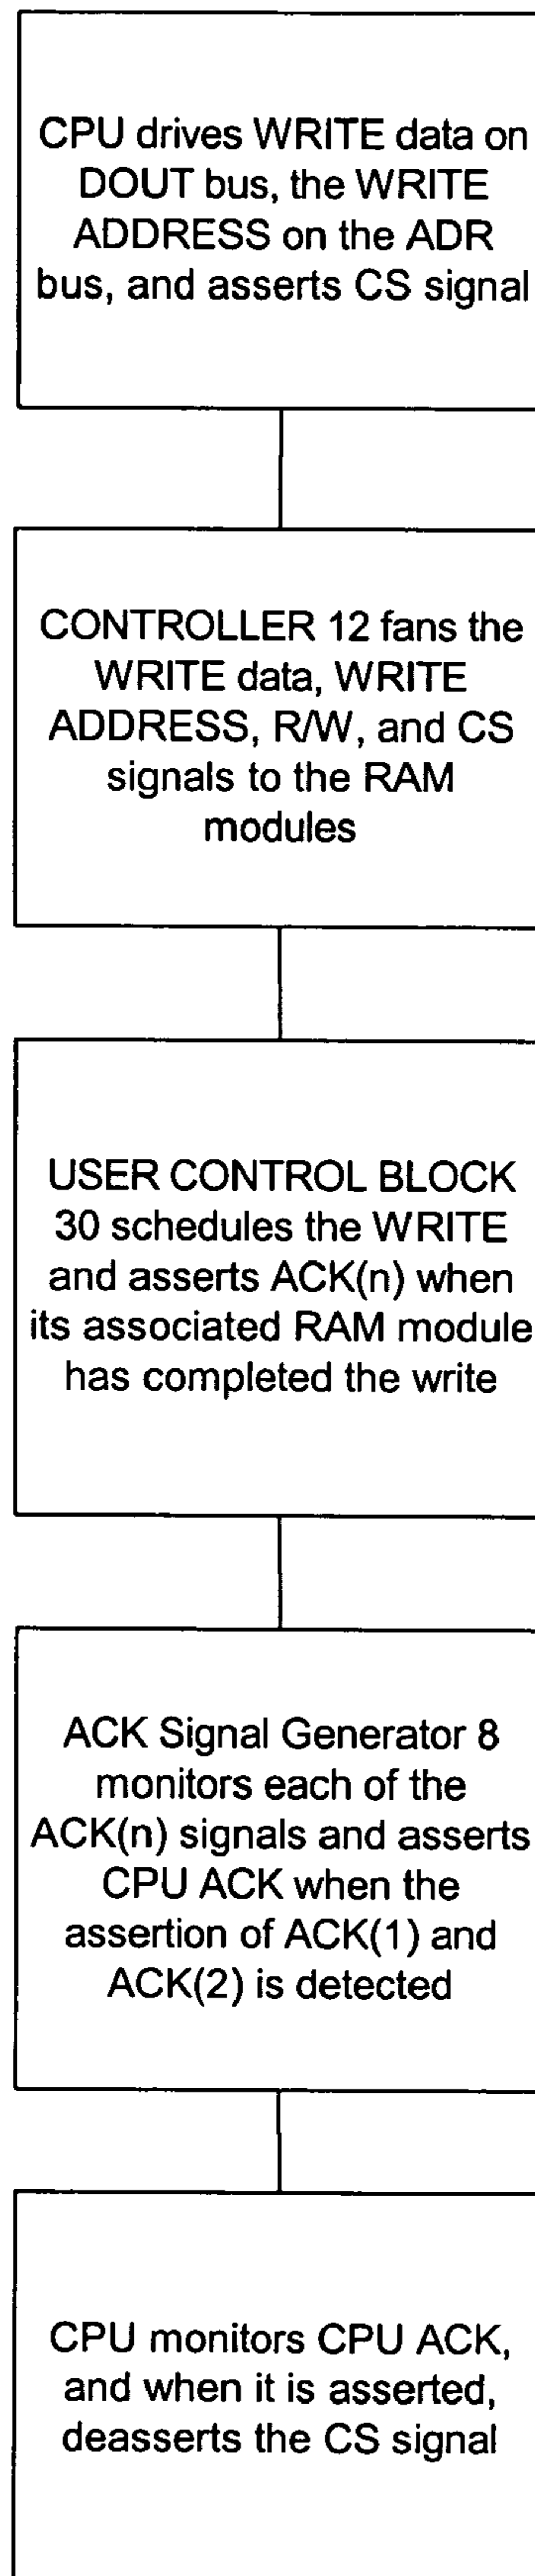 CPU drives WRITE data on
DOUT bus, the WRITE
ADDRESS on the ADR
bus, and asserts CS signal
CONTROLLER 12 fans the
WRITE data, WRITE
ADDRESS, R/W, and CS
signals to the RAM
modules
USER CONTROL BLOCK
30 schedules the WRITE
and asserts ACK(n) when
its associated RAM module
has completed the write
ACK Signal Generator 8
monitors each of the
ACK(n) signals and asserts
CPU ACK when the
assertion of ACK(1) and
ACK(2) is detected
CPU monitors CPU ACK,
and when it is asserted,
deasserts the CS signal